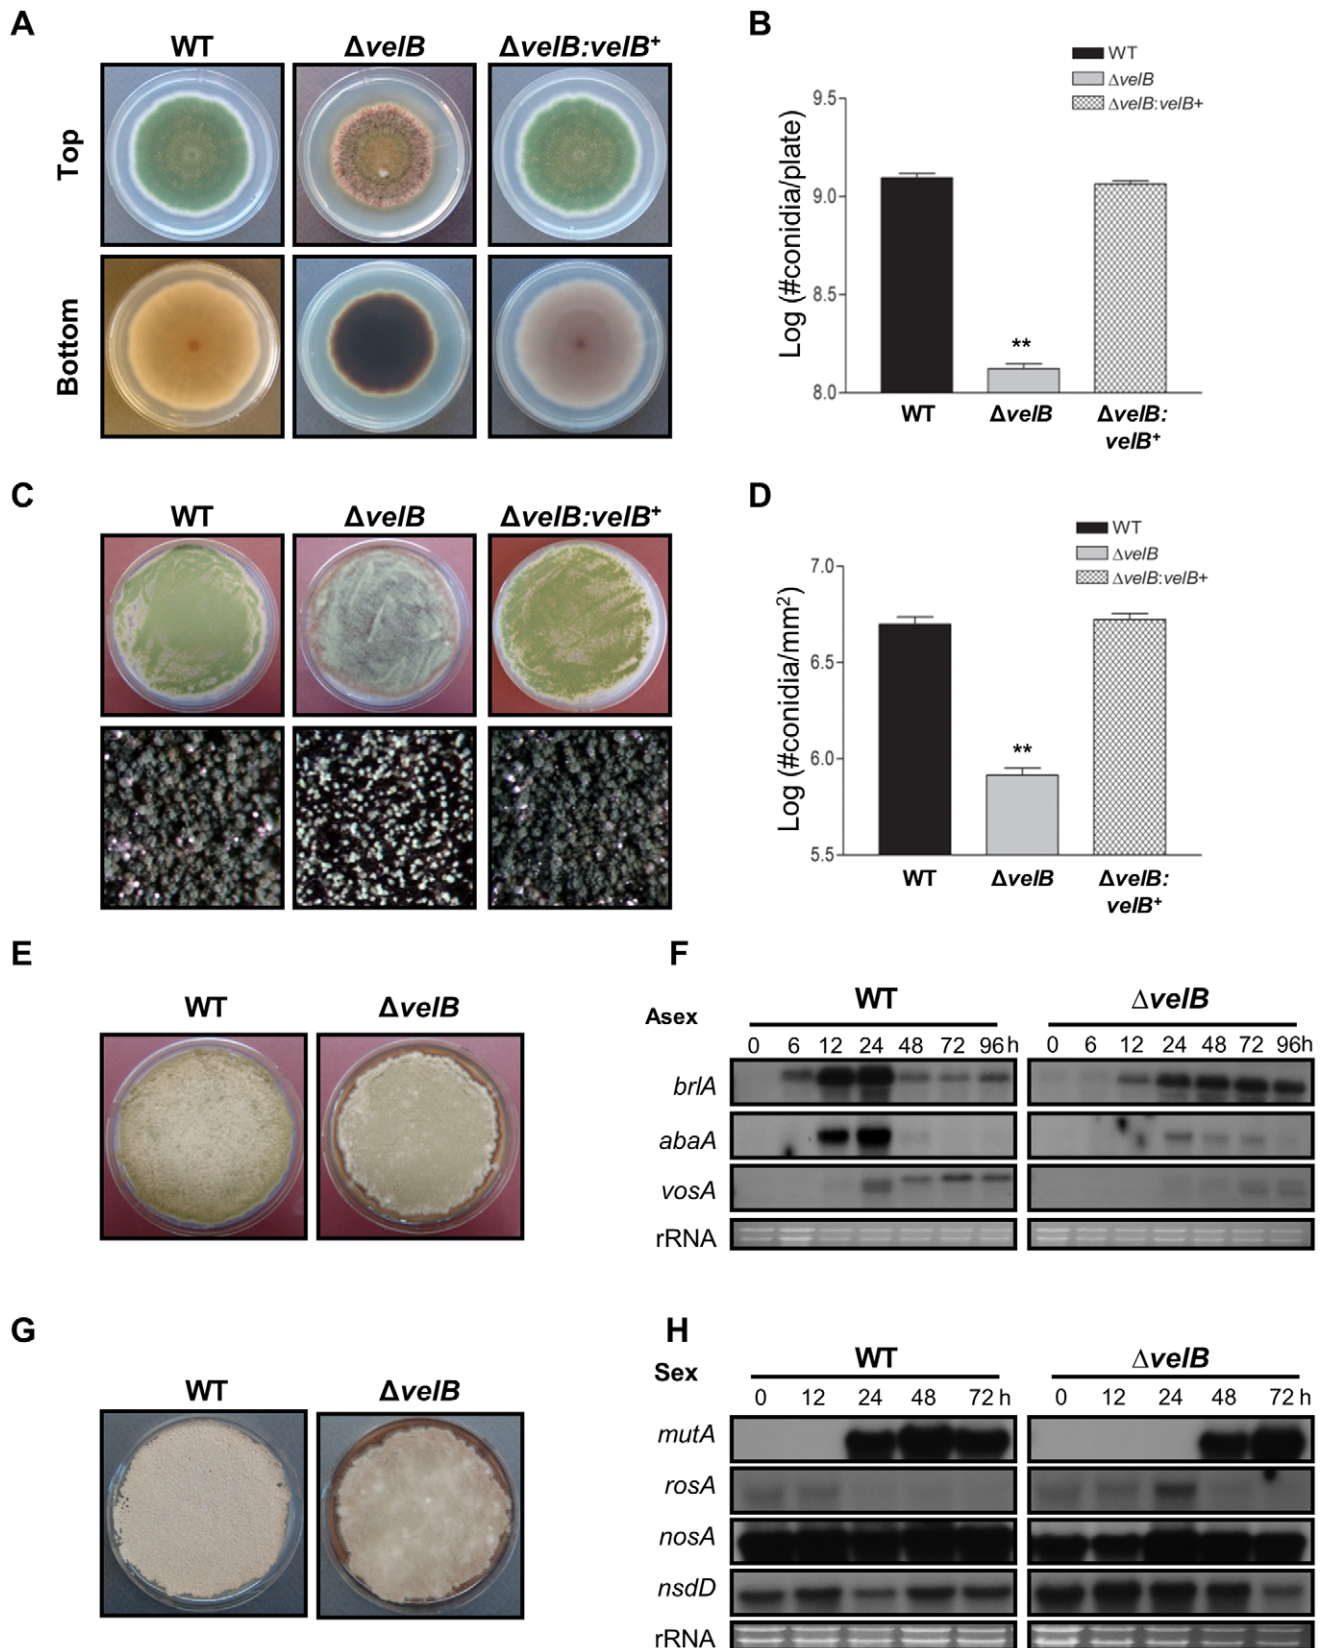 A
WT ΔvelB ΔvelB:velB⁺
Top
Bottom
B
WT
ΔvelB
ΔvelB:velB+
Log (#conidia/plate)
9.5
9.0
8.5
8.0
**
WT ΔvelB ΔvelB:
velB⁺
C
WT ΔvelB ΔvelB:velB⁺
D
WT
ΔvelB
ΔvelB:velB+
Log (#conidia/mm²)
7.0
6.5
6.0
5.5
**
WT ΔvelB ΔvelB:
velB⁺
E
WT ΔvelB
F
WT ΔvelB
Asex
0 6 12 24 48 72 96h 0 6 12 24 48 72 96h
brlA
abaA
vosA
rRNA
G
WT ΔvelB
H
WT ΔvelB
Sex
0 12 24 48 72 h 0 12 24 48 72 h
mutA
rosA
nosA
nsdD
rRNA